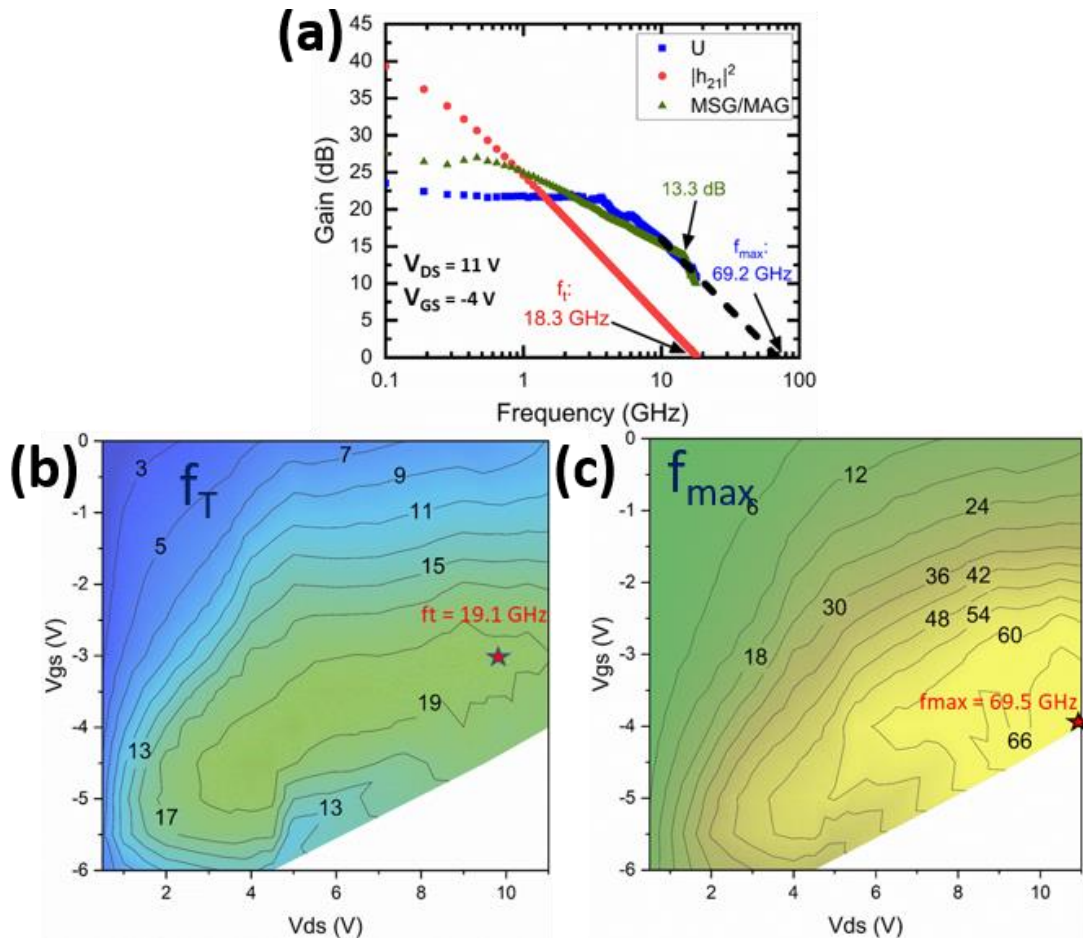 (a)
45
40
35
30
25
20
15
10
5
0
Gain (dB)
U
|h21|2
MSG/MAG
13.3 dB
VDS = 11 V
VGS = -4 V
ft:
18.3 GHz
fmax:
69.2 GHz
0.1
1
10
100
Frequency (GHz)
(b)
fT
0
-1
-2
-3
-4
-5
-6
Vgs (V)
3
5
7
9
11
15
ft = 19.1 GHz
19
13
17
13
2
4
6
8
10
Vds (V)
(c)
fmax
0
-1
-2
-3
-4
-5
-6
6
12
24
36
42
30
48
54
60
18
fmax = 69.5 GHz
66
2
4
6
8
10
Vds (V)